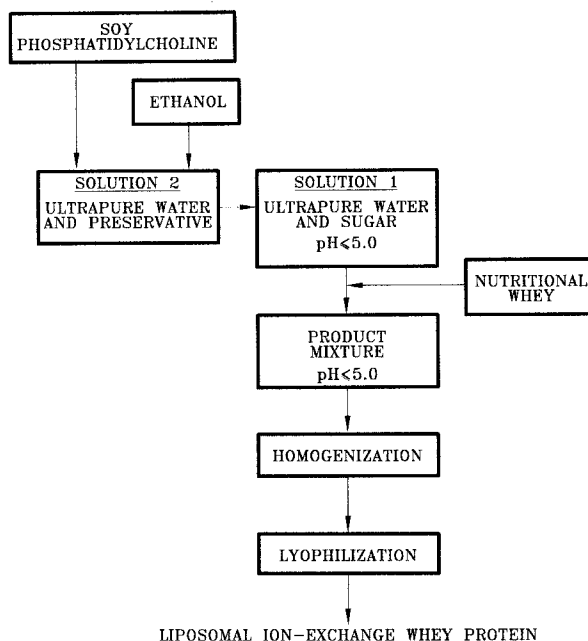 SOY
PHOSPHATIDYLCHOLINE
ETHANOL
SOLUTION 2
ULTRAPURE WATER
AND PRESERVATIVE
SOLUTION 1
ULTRAPURE WATER
AND SUGAR
pH≤5.0
NUTRITIONAL
WHEY
PRODUCT
MIXTURE
pH≤5.0
HOMOGENIZATION
LYOPHILIZATION
LIPOSOMAL ION-EXCHANGE WHEY PROTEIN